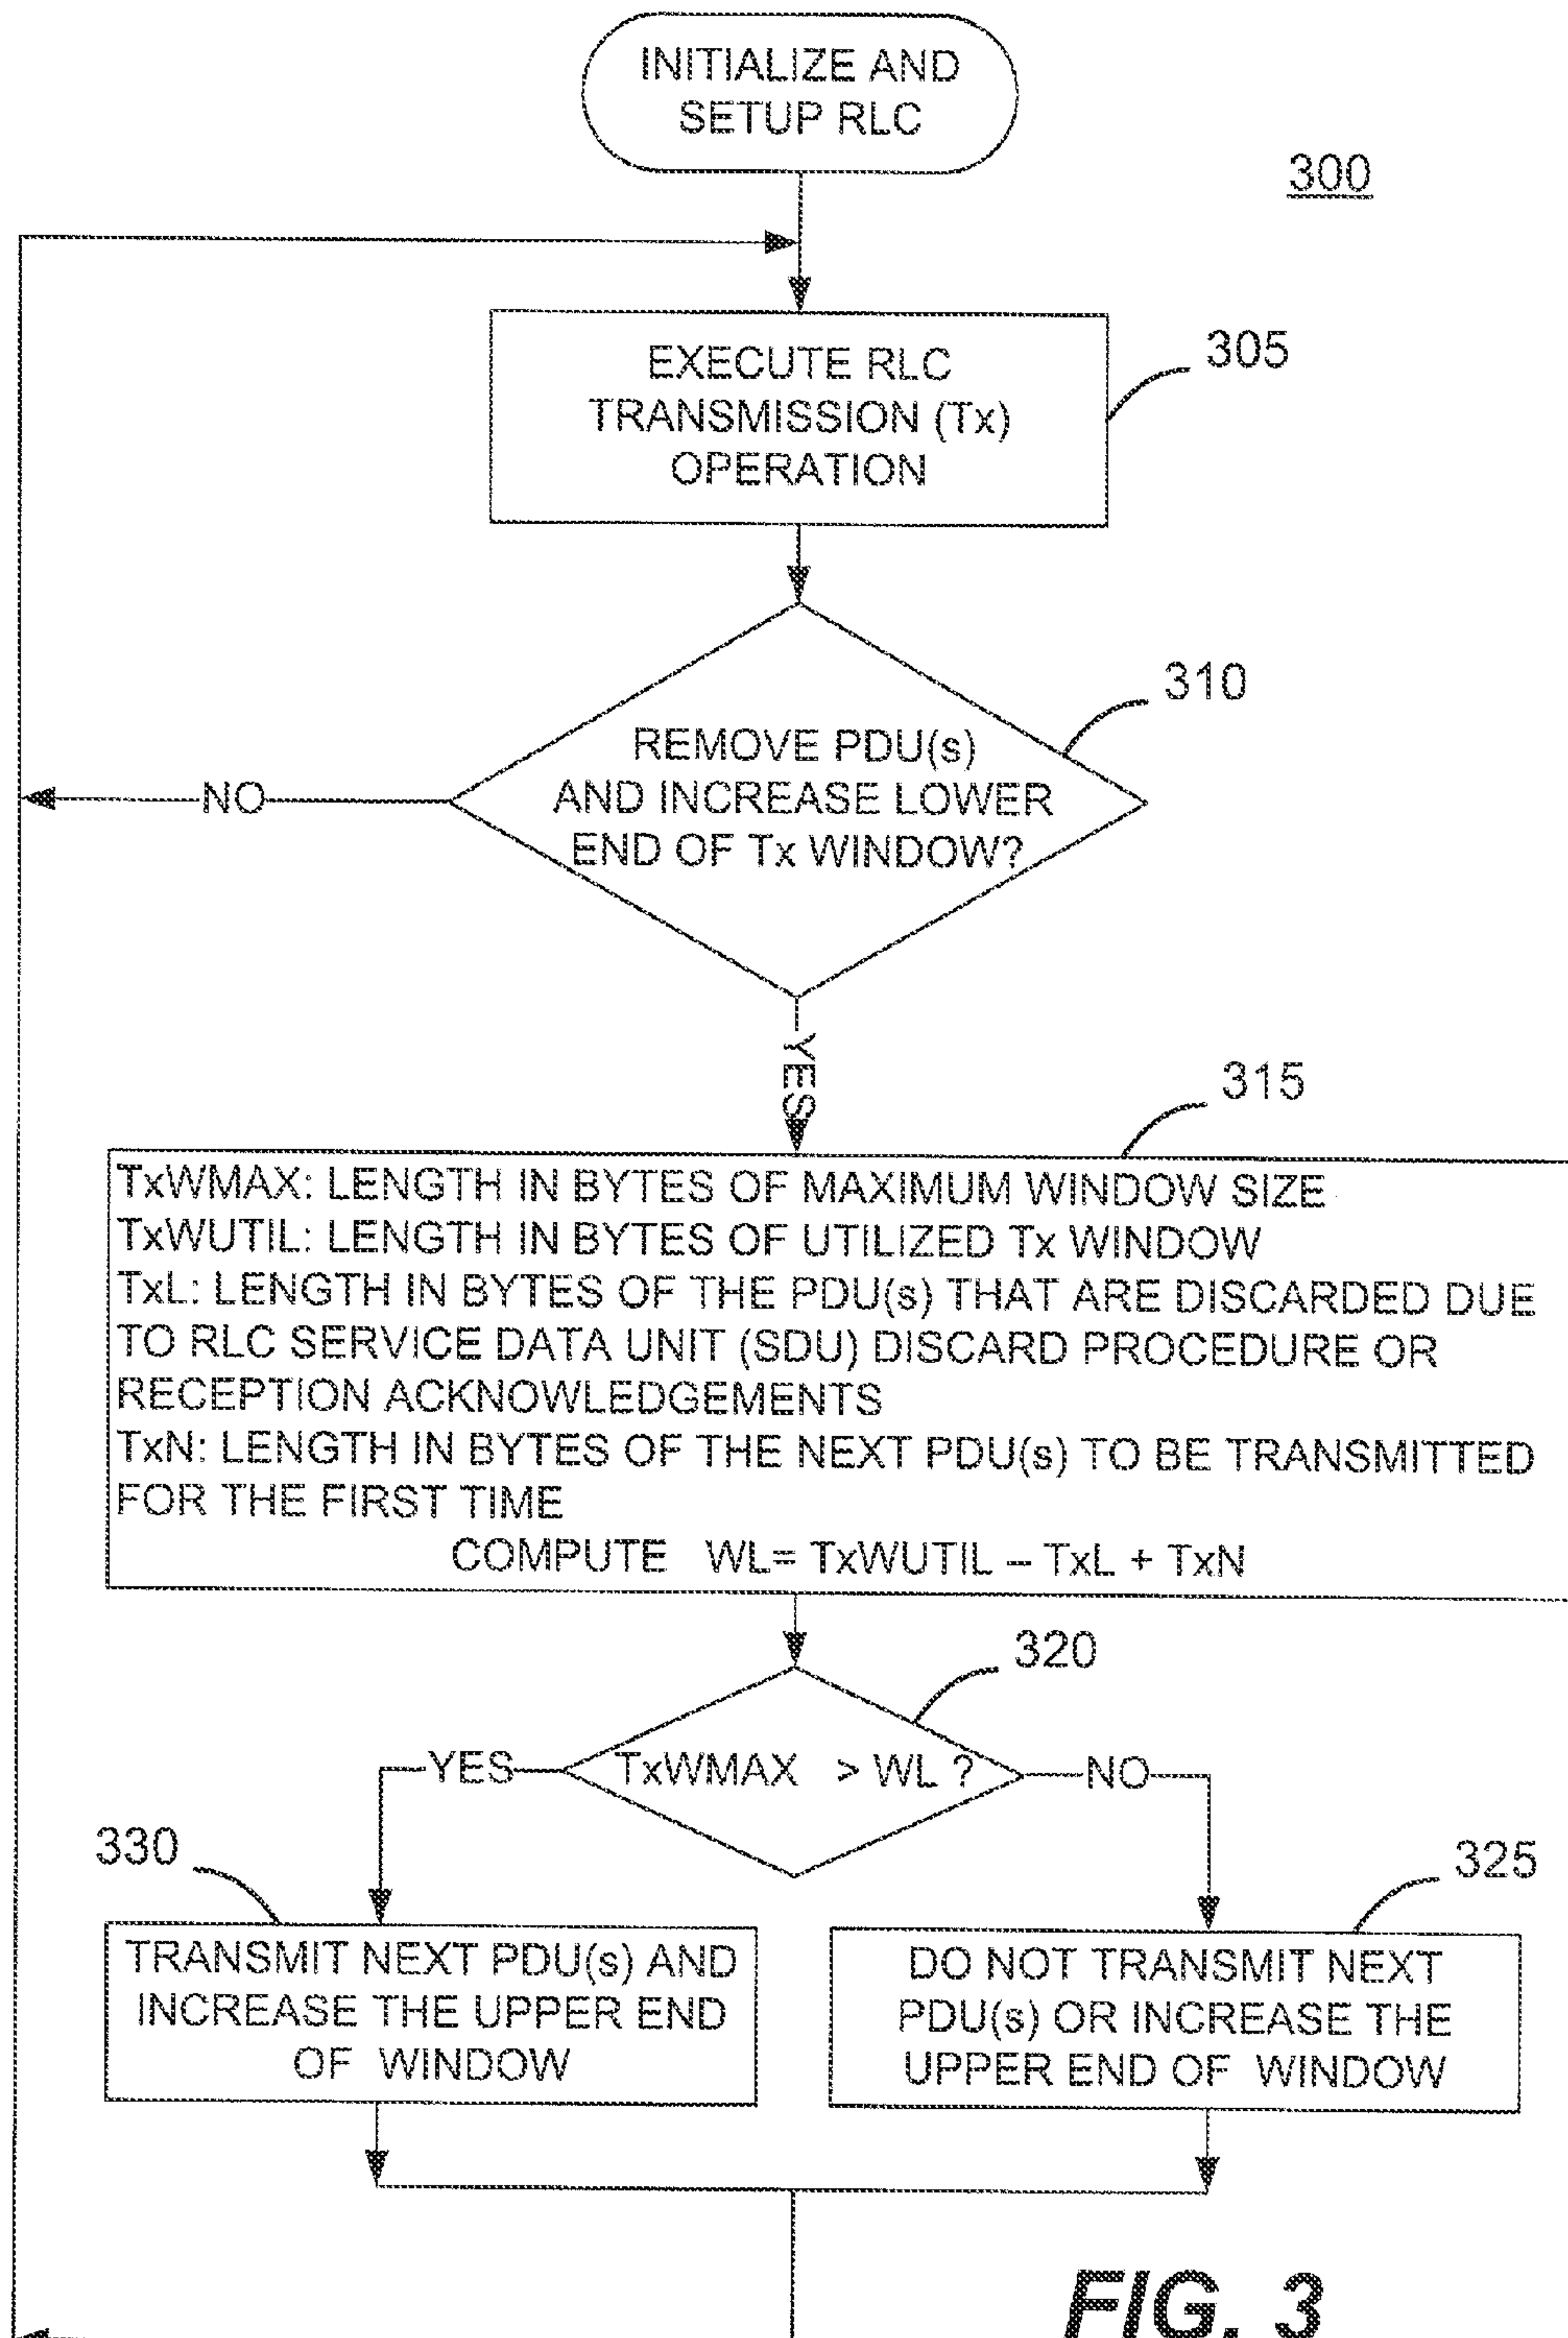 INITIALIZE AND
SETUP RLC
300
EXECUTE RLC
TRANSMISSION (Tx)
OPERATION
305
310
REMOVE PDU(s)
AND INCREASE LOWER
END OF Tx WINDOW?
NO
YES
315
TxWMAX: LENGTH IN BYTES OF MAXIMUM WINDOW SIZE
TxWUTIL: LENGTH IN BYTES OF UTILIZED Tx WINDOW
TxL: LENGTH IN BYTES OF THE PDU(s) THAT ARE DISCARDED DUE
TO RLC SERVICE DATA UNIT (SDU) DISCARD PROCEDURE OR
RECEPTION ACKNOWLEDGEMENTS
TxN: LENGTH IN BYTES OF THE NEXT PDU(s) TO BE TRANSMITTED
FOR THE FIRST TIME
COMPUTE WL= TxWUTIL – TxL + TxN
320
YES
TxWMAX > WL ?
NO
330
325
TRANSMIT NEXT PDU(s) AND
INCREASE THE UPPER END
OF WINDOW
DO NOT TRANSMIT NEXT
PDU(s) OR INCREASE THE
UPPER END OF WINDOW
FIG. 3